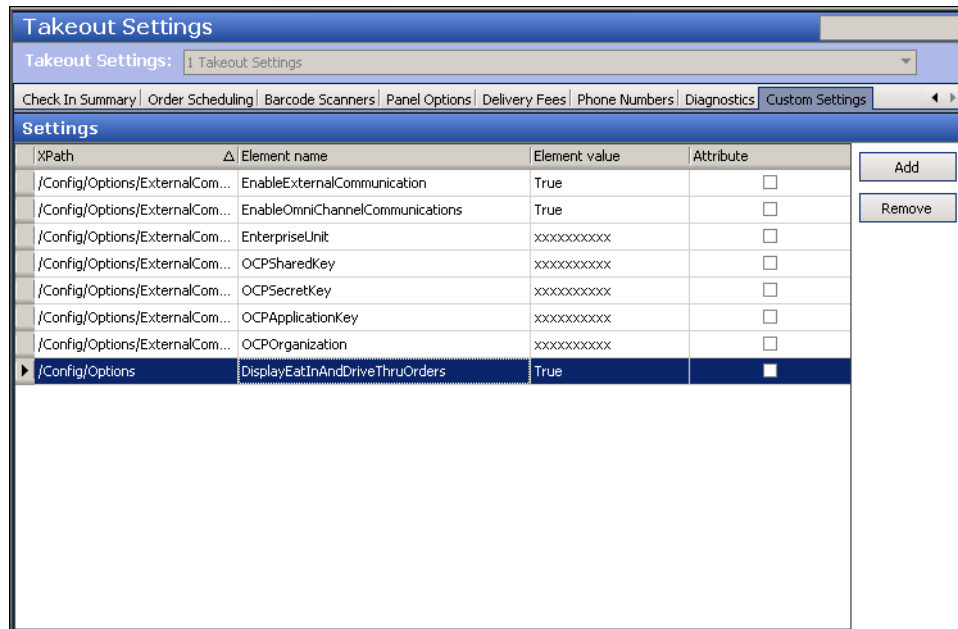 Takeout Settings
Takeout Settings: 1 Takeout Settings
Check In Summary Order Scheduling Barcode Scanners Panel Options Delivery Fees Phone Numbers Diagnostics Custom Settings
Settings
XPath Element name Element value Attribute
Add
/Config/Options/ExternalCom... EnableExternalCommunication True
/Config/Options/ExternalCom... EnableOmniChannelCommunications True
Remove
/Config/Options/ExternalCom... EnterpriseUnit xxxxxxxxxx
/Config/Options/ExternalCom... OCPSharedKey xxxxxxxxxx
/Config/Options/ExternalCom... OCPSecretKey xxxxxxxxxx
/Config/Options/ExternalCom... OCPApplicationKey xxxxxxxxxx
/Config/Options/ExternalCom... OCPOrganization xxxxxxxxxx
/Config/Options DisplayEatInAndDriveThruOrders True